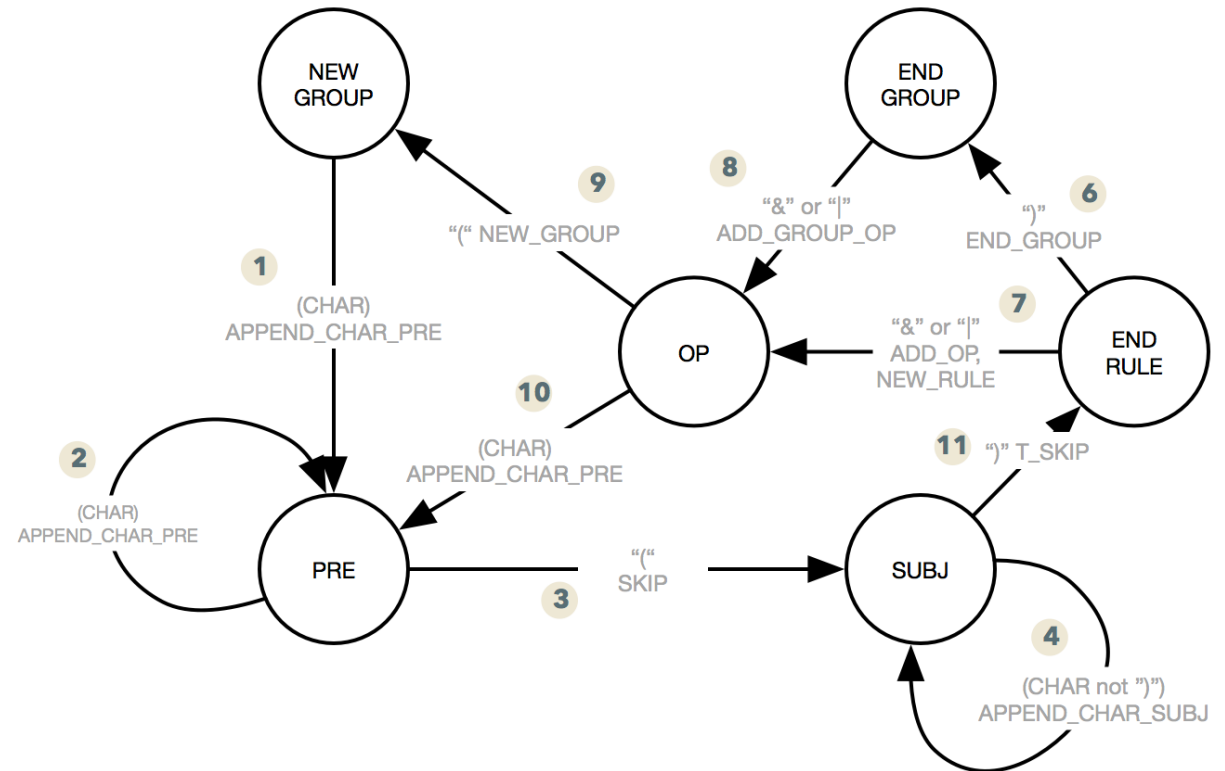 NEW
GROUP
END
GROUP
8
9
6
“&” or “|”
ADD_GROUP_OP
“)”
END_GROUP
“(“ NEW_GROUP
1
(CHAR)
APPEND_CHAR_PRE
7
“&” or “|”
ADD_OP,
NEW_RULE
OP
END
RULE
10
(CHAR)
APPEND_CHAR_PRE
2
(CHAR)
APPEND_CHAR_PRE
11
“)” T_SKIP
PRE
“(“
SKIP
3
SUBJ
4
(CHAR not ”)”)
APPEND_CHAR_SUBJ